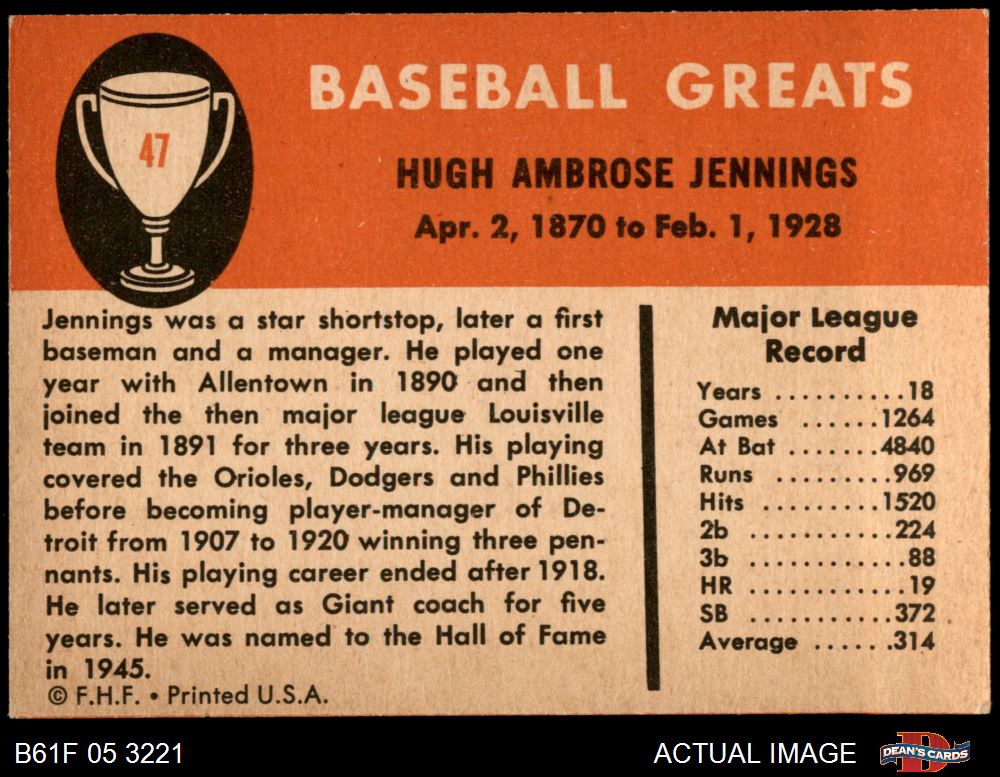 47
BASEBALL GREATS
HUGH AMBROSE JENNINGS
Apr. 2, 1870 to Feb. 1, 1928
Jennings was a star shortstop, later a first
baseman and a manager. He played one
year with Allentown in 1890 and then
joined the then major league Louisville
team in 1891 for three years. His playing
covered the Orioles, Dodgers and Phillies
before becoming player-manager of De-
troit from 1907 to 1920 winning three pen-
nants. His playing career ended after 1918.
He later served as Giant coach for five
years. He was named to the Hall of Fame
in 1945.
© F.H.F. • Printed U.S.A.
Major League
Record
Years ..........18
Games ......1264
At Bat .......4840
Runs .........969
Hits ..........1520
2b ...........224
3b ............88
HR ............19
SB ...........372
Average ......314
B61F 05 3221
ACTUAL IMAGE
D
DEAN'S CARDS